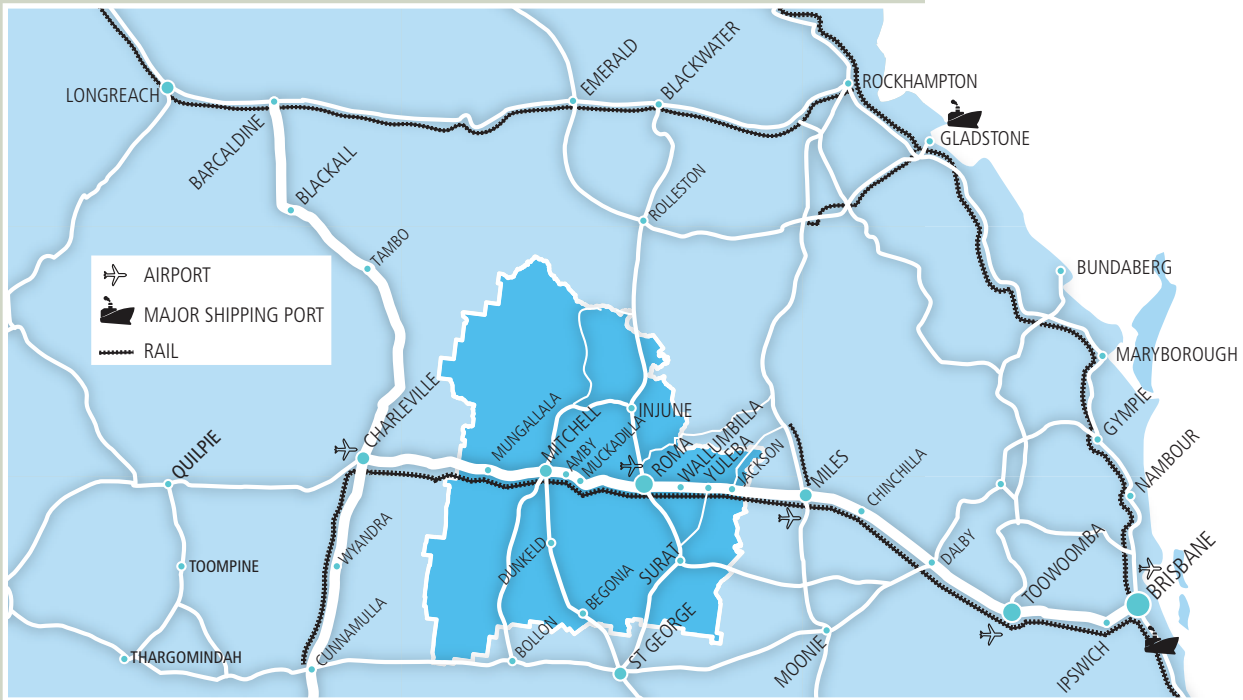 LONGREACH
BARCALDINE
EMERALD
BLACKWATER
ROCKHAMPTON
GLADSTONE
BLACKALL
ROLLESTON
TAMBO
BUNDABERG
AIRPORT
MAJOR SHIPPING PORT
RAIL
MARYBOROUGH
CHARLEVILLE
MUNGALLALA
MITCHELL
AMBY
MUCKADILLA
INJUNE
ROMA
WALLUMBILLA
YULEBA
JACKSON
MILES
CHINCHILLA
GYMPIE
NAMBOUR
QUILPIE
WYANDRA
TOOMPINE
DUNKELD
BEGONIA
SURAT
DALBY
TOOWOOMBA
BRISBANE
THARGOMINDAH
CUNNAMULLA
BOLLON
ST GEORGE
MOONIE
IPSWICH